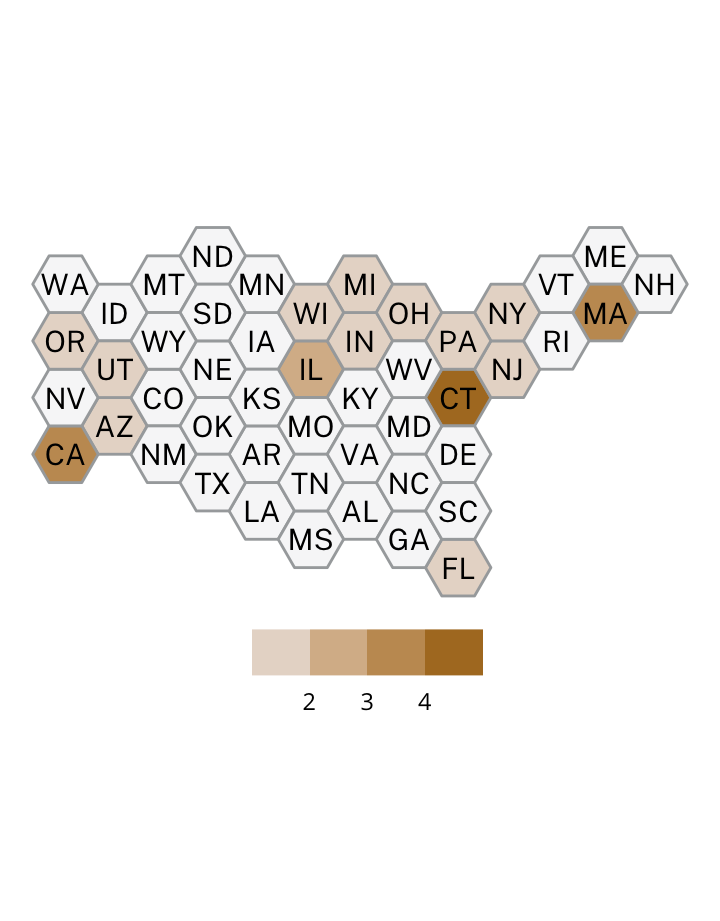 ND ME
WA MT MN MI VT NH
ID SD WI OH NY MA
OR WY IA IN PA RI
UT NE IL WV NJ
NV CO KS KY CT
AZ OK MO MD
CA NM AR VA DE
TX TN NC
LA AL SC
MS GA
FL
2 3 4